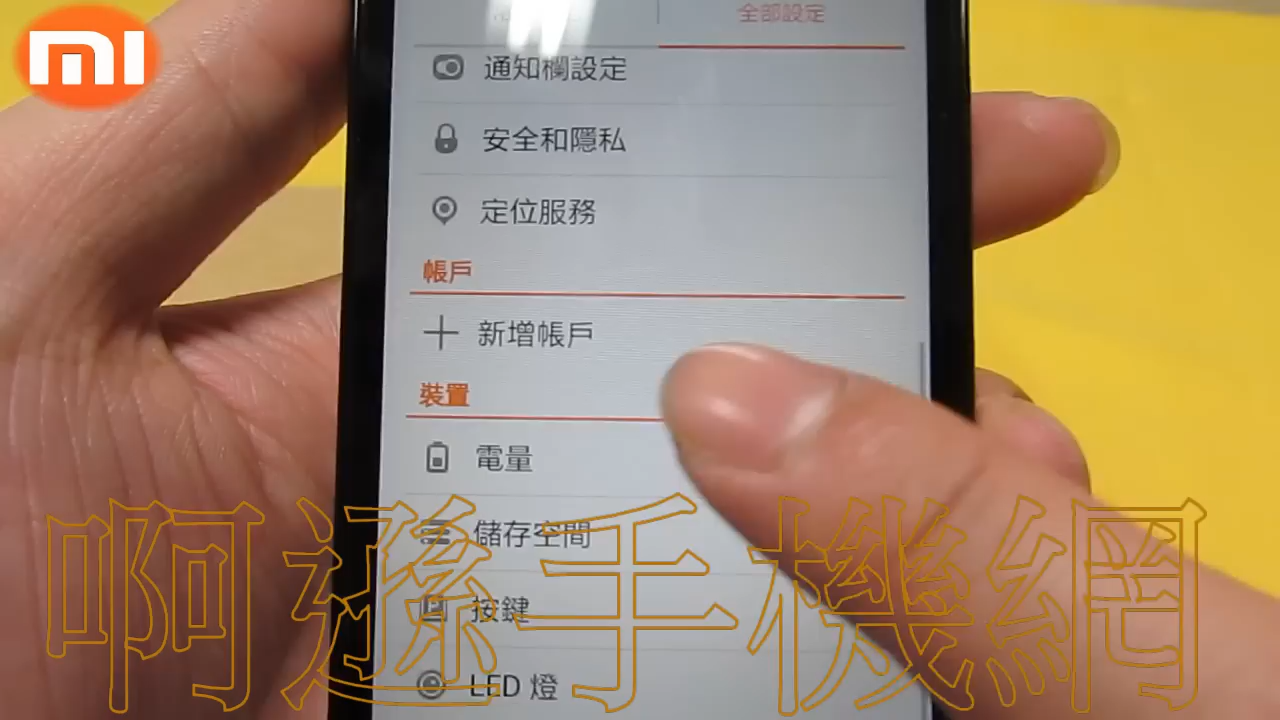 全部設定
mi
通知欄設定
安全和隱私
定位服務
帳戶
新增帳戶
裝置
電量
儲存空間
按鍵
LED 燈
啊遜手機網